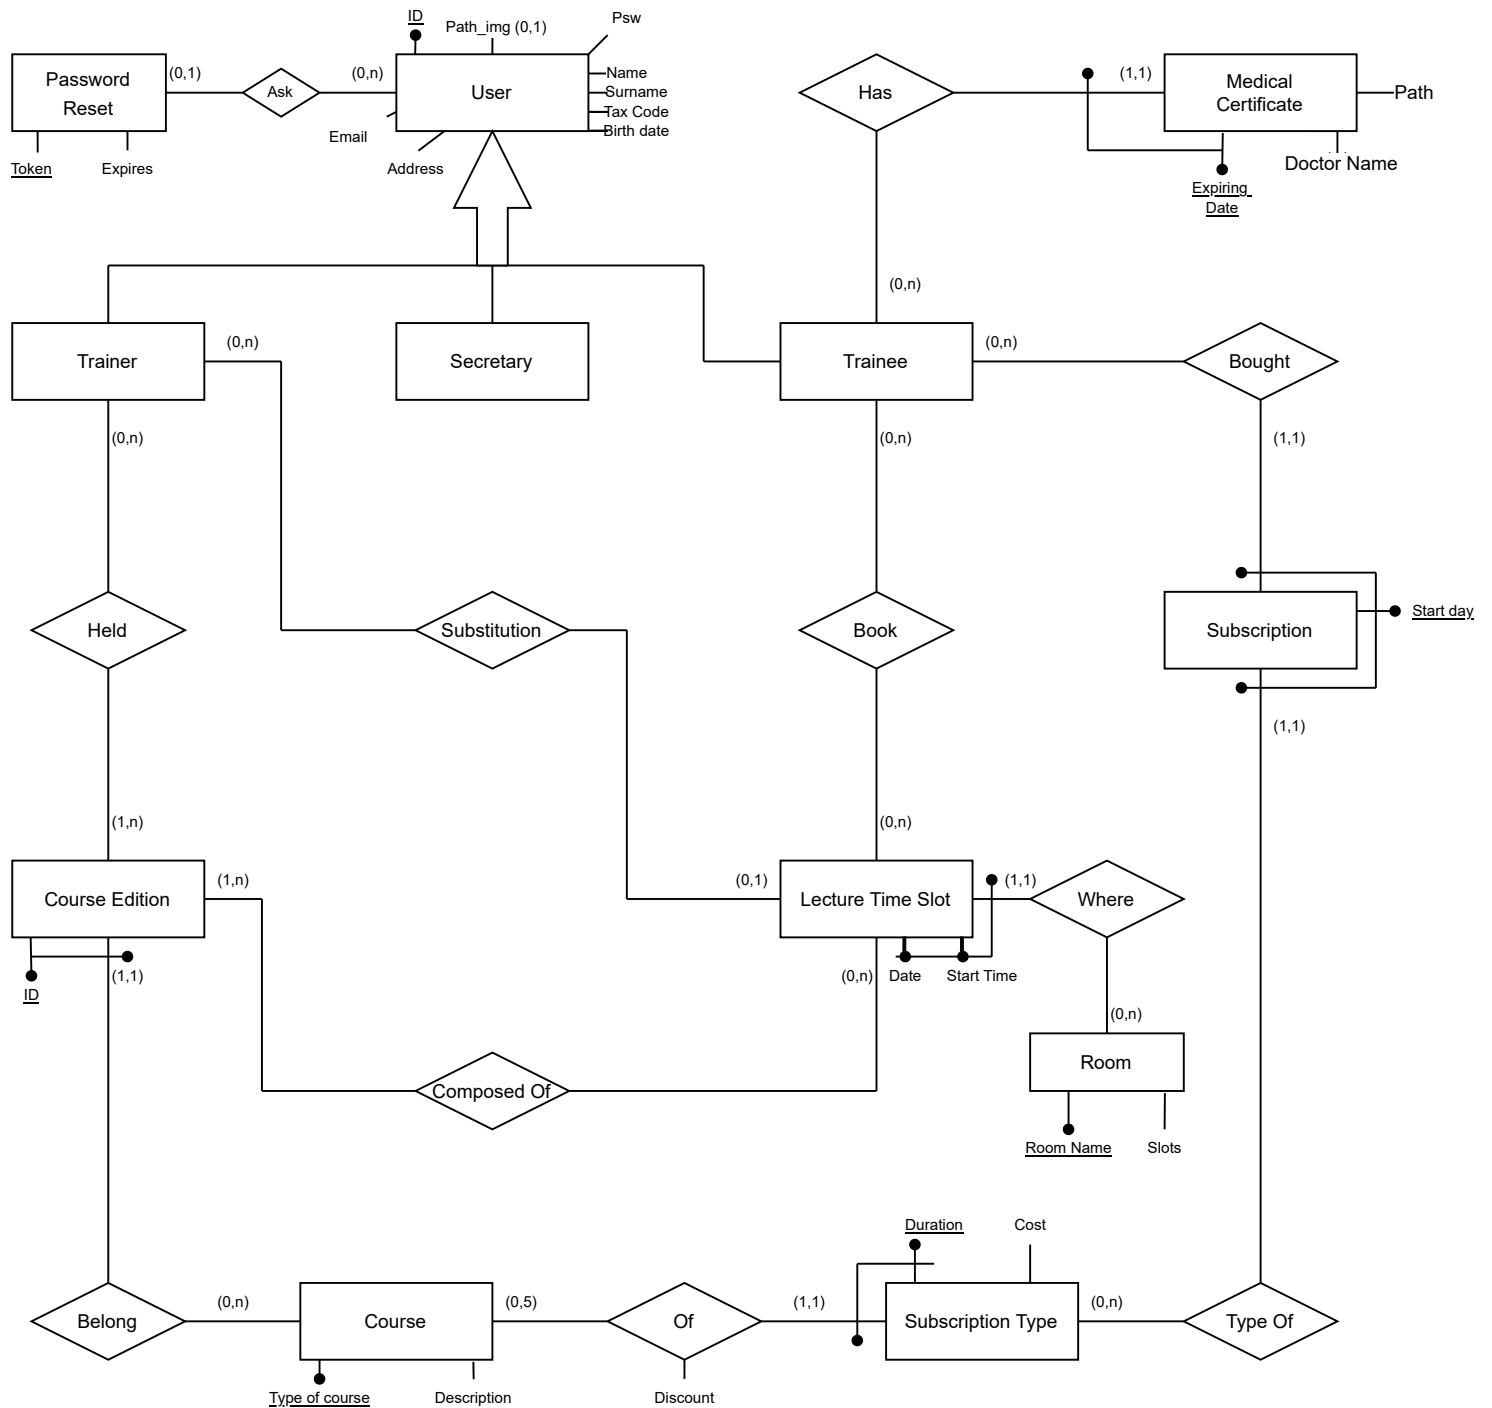 ID
Path_img (0,1)
Psw
Password
Reset
(0,1)
Ask
(0,n)
User
Name
Surname
Tax Code
Birth date
Email
Address
Token
Expires
Has
(1,1)
Medical
Certificate
Path
Doctor Name
Expiring
Date
(0,n)
Trainer
(0,n)
Secretary
Trainee
(0,n)
Bought
(0,n)
(0,n)
(1,1)
Held
Substitution
Book
Subscription
Start day
(1,1)
(1,n)
(0,n)
Course Edition
(1,n)
(0,1)
Lecture Time Slot
(1,1)
Where
(1,1)
ID
(0,n)
Date
Start Time
(0,n)
Composed Of
Room
Room Name
Slots
Duration
Cost
Belong
(0,n)
Course
(0,5)
Of
(1,1)
Subscription Type
(0,n)
Type Of
Type of course
Description
Discount